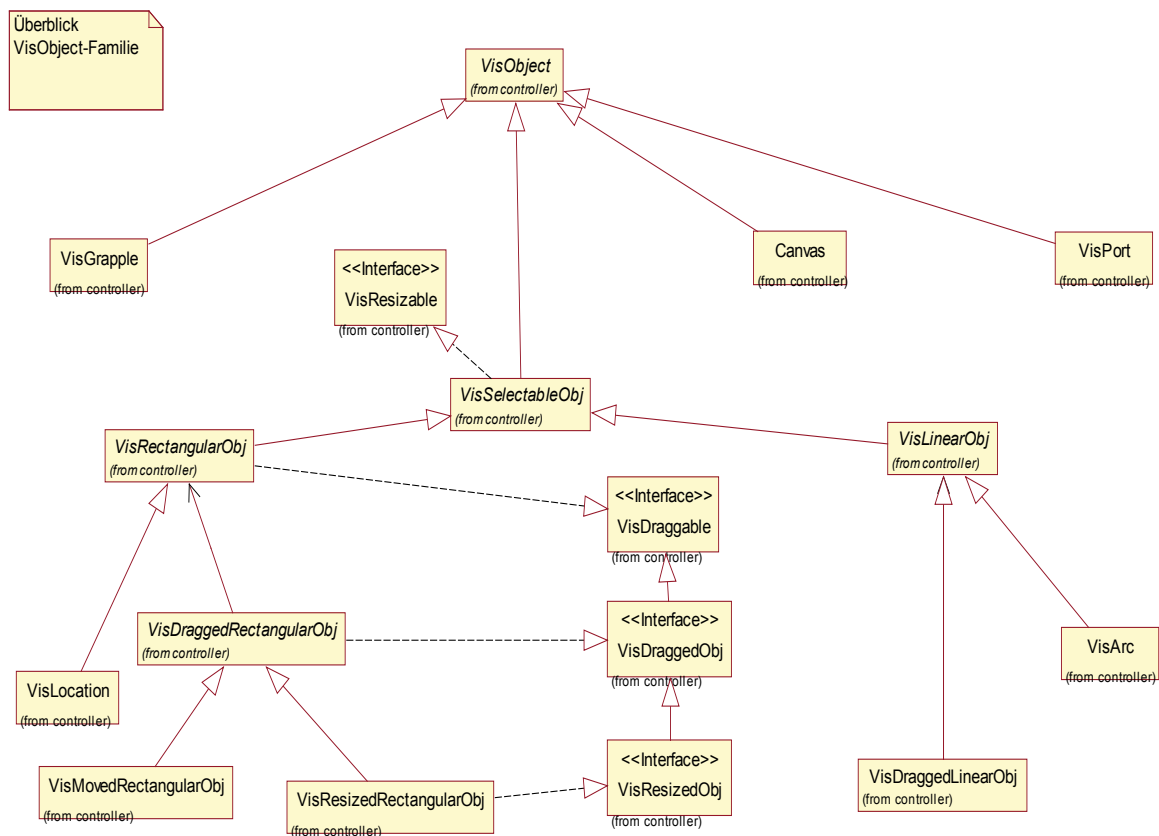 Überblick
VisObject-Familie
VisObject
(from controller)
VisGrapple
(from controller)
<<Interface>>
VisResizable
(from controller)
Canvas
(from controller)
VisPort
(from controller)
VisSelectableObj
(from controller)
VisRectangularObj
(from controller)
VisLinearObj
(from controller)
<<Interface>>
VisDraggable
(from controller)
VisDraggedRectangularObj
(from controller)
<<Interface>>
VisDraggedObj
(from controller)
VisArc
(from controller)
VisLocation
(from controller)
VisMovedRectangularObj
(from controller)
VisResizedRectangularObj
(from controller)
<<Interface>>
VisResizedObj
(from controller)
VisDraggedLinearObj
(from controller)